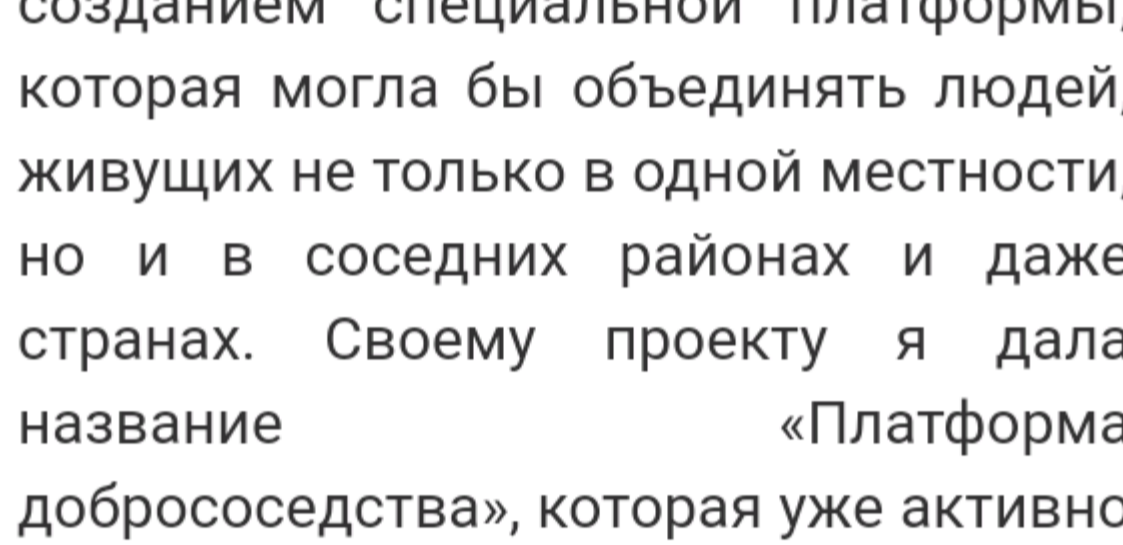 созданием специальной платформы,
которая могла бы объединять людей,
живущих не только в одной местности,
но и в соседних районах и даже
странах. Своему проекту я дала
название «Платформа
добрососедства», которая уже активно